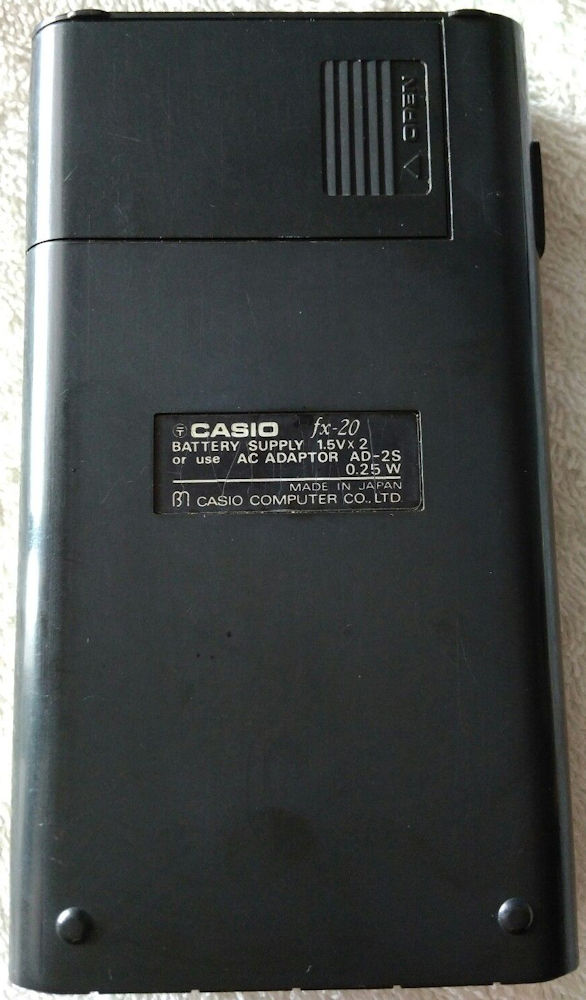 △ OPEN
〒 CASIO fx-20
BATTERY SUPPLY 1.5V x 2
or use AC ADAPTOR AD-2S
0.25 W
MADE IN JAPAN
CASIO COMPUTER CO., LTD